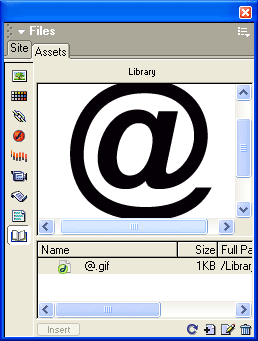 Files
Site Assets
Library
@
Name Size Full Pa
@.gif 1KB /Librar
Insert